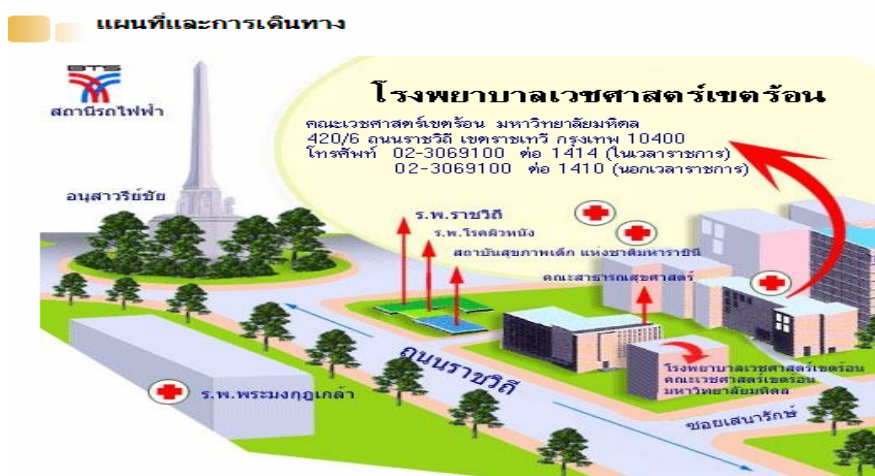 แผนที่และการเดินทาง
BTS
สถานีรถไฟฟ้า
โรงพยาบาลเวชศาสตร์เขตร้อน
คณะเวชศาสตร์เขตร้อน มหาวิทยาลัยมหิดล
420/6 ถนนราชวิถี เขตราชเทวี กรุงเทพ 10400
โทรศัพท์ 02-3069100 ต่อ 1414 (ในเวลาราชการ)
02-3069100 ต่อ 1410 (นอกเวลาราชการ)
อนุสาวรีย์ชัย
ร.พ.ราชวิถี
ร.พ.โรคผิวหนัง
สถาบันสุขภาพเด็ก แห่งชาติมหาราชินี
คณะสาธารณสุขศาสตร์
ถนนราชวิถี
โรงพยาบาลเวชศาสตร์เขตร้อน
คณะเวชศาสตร์เขตร้อน
มหาวิทยาลัยมหิดล
ร.พ.พระมงกุฎเกล้า
ซอยเสนารักษ์